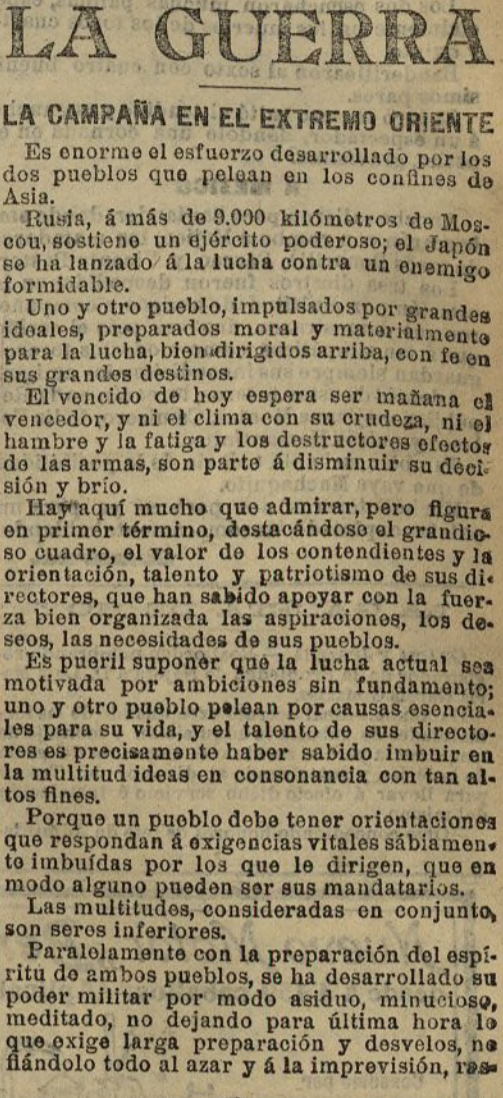 LA GUERRA
LA CAMPAÑA EN EL EXTREMO ORIENTE
Es enorme el esfuerzo desarrollado por los
dos pueblos que pelean en los confines de
Asia.
Rusia, á más de 9.000 kilómetros de Mos-
cou, sostiene un ejército poderoso; el Japón
se ha lanzado á la lucha contra un enemigo
formidable.
Uno y otro pueblo, impulsados por grandes
ideales, preparados moral y materialmente
para la lucha, bien dirigidos arriba, con fe en
sus grandes destinos.
El vencido de hoy espera ser mañana el
vencedor, y ni el clima con su crudeza, ni el
hambre y la fatiga y los destructores efectos
de las armas, son parte á disminuir su deci-
sión y brío.
Hay aquí mucho que admirar, pero figura
en primer término, destacándose el grandio-
so cuadro, el valor de los contendientes y la
orientación, talento y patriotismo de sus di-
rectores, que han sabido apoyar con la fuer-
za bien organizada las aspiraciones, los de-
seos, las necesidades de sus pueblos.
Es pueril suponer que la lucha actual sea
motivada por ambiciones sin fundamento;
uno y otro pueblo pelean por causas esencia-
les para su vida, y el talento de sus directo-
res es precisamente haber sabido imbuir en
la multitud ideas en consonancia con tan al-
tos fines.
Porque un pueblo debe tener orientaciones
que respondan á exigencias vitales sábiamen-
te imbuídas por los que le dirigen, que en
modo alguno pueden ser sus mandatarios.
Las multitudes, consideradas en conjunto,
son seres inferiores.
Paralelamente con la preparación del espí-
ritu de ambos pueblos, se ha desarrollado su
poder militar por modo asiduo, minucioso,
meditado, no dejando para última hora lo
que exige larga preparación y desvelos, no
fiándolo todo al azar y á la imprevisión, res-